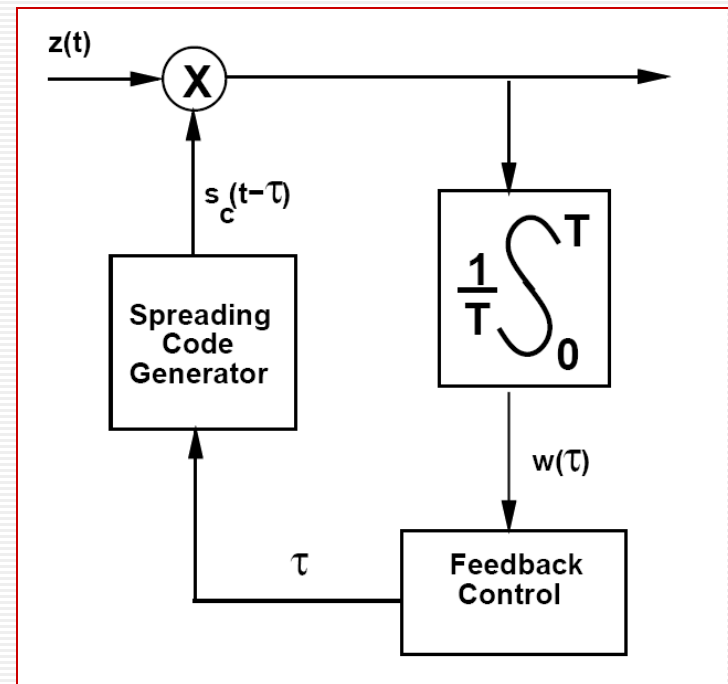 z(t)
X
s_c(t−τ)
Spreading
Code
Generator
1/T ∫_0^T
w(τ)
τ
Feedback
Control